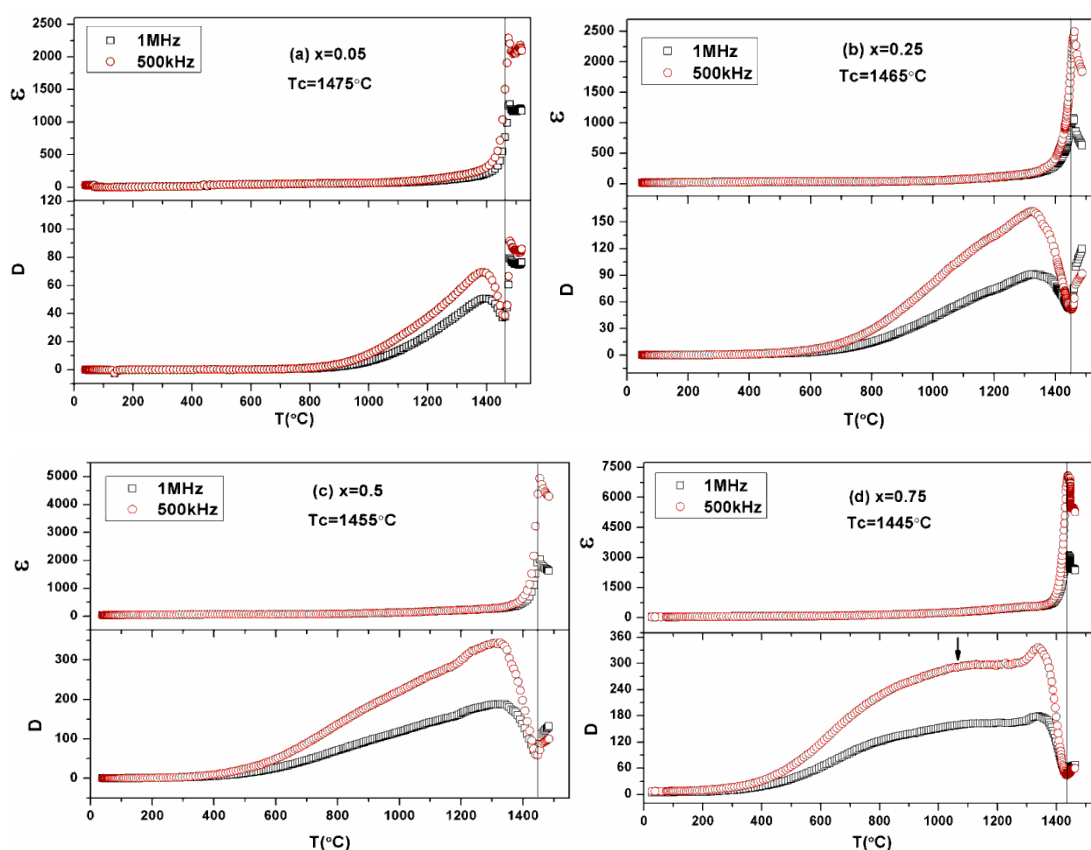 2500
2000
1500
1000
500
0
ε
1MHz
500kHz
(a) x=0.05
Tc=1475°C
120
100
80
60
40
20
0
D
0 200 400 600 800 1000 1200 1400
T(°C)
2500
2000
1500
1000
500
0
ε
1MHz
500kHz
(b) x=0.25
Tc=1465°C
150
120
90
60
30
0
D
0 200 400 600 800 1000 1200 1400
T(°C)
5000
4000
3000
2000
1000
0
ε
1MHz
500kHz
(c) x=0.5
Tc=1455°C
300
200
100
0
D
0 200 400 600 800 1000 1200 1400
T(°C)
7500
6000
4500
3000
1500
0
ε
1MHz
500kHz
(d) x=0.75
Tc=1445°C
360
300
240
180
120
60
0
D
0 200 400 600 800 1000 1200 1400
T(°C)